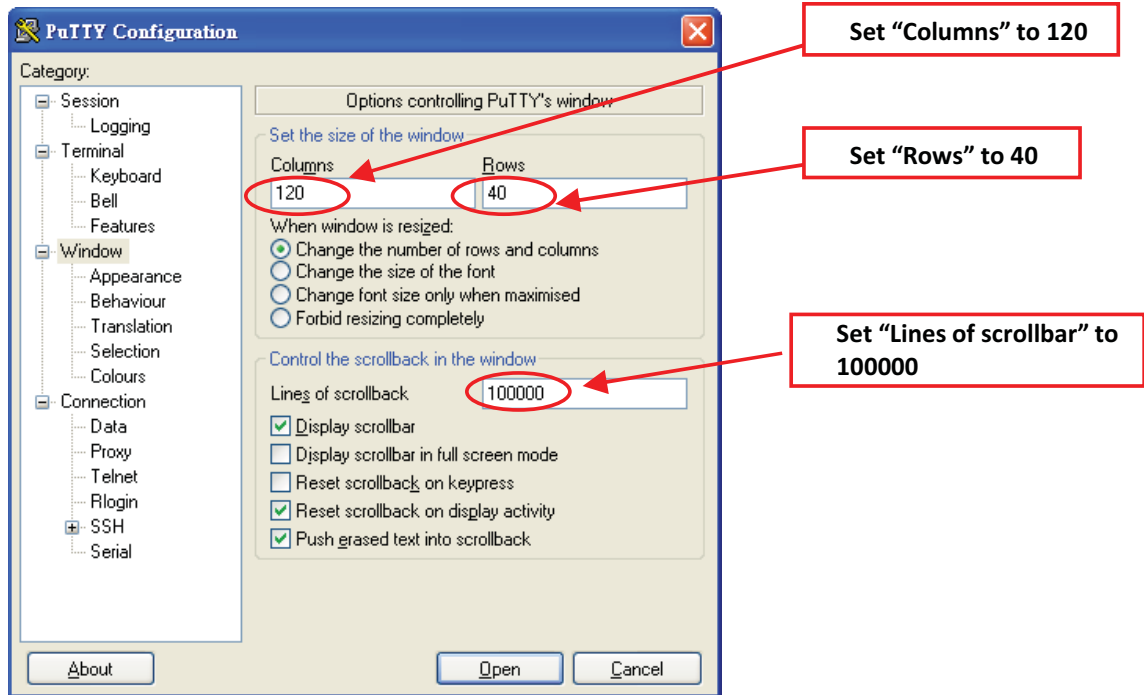 PuTTY Configuration
Set “Columns” to 120
Category:
Session
Logging
Terminal
Keyboard
Bell
Features
Window
Appearance
Behaviour
Translation
Selection
Colours
Connection
Data
Proxy
Telnet
Rlogin
SSH
Serial
Options controlling PuTTY's window
Set the size of the window
Columns
Rows
120
40
Set “Rows” to 40
When window is resized:
Change the number of rows and columns
Change the size of the font
Change font size only when maximised
Forbid resizing completely
Control the scrollback in the window
Lines of scrollback
100000
Set “Lines of scrollbar” to
100000
Display scrollbar
Display scrollbar in full screen mode
Reset scrollback on keypress
Reset scrollback on display activity
Push erased text into scrollback
About
Open
Cancel